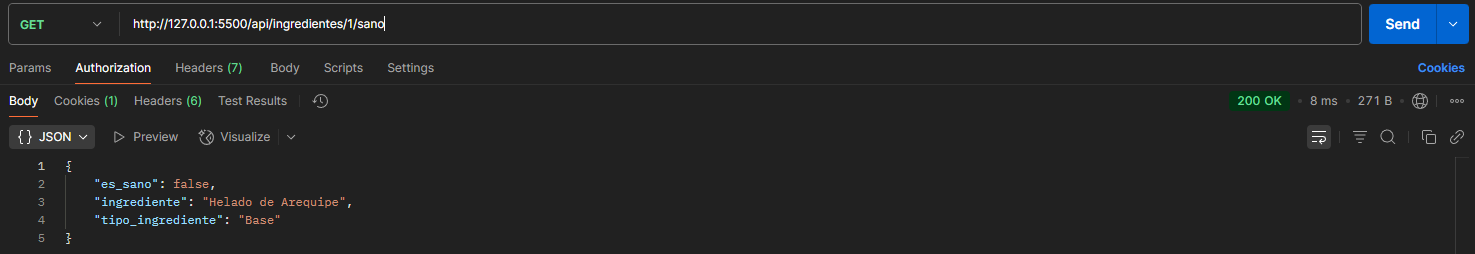 GET http://127.0.0.1:5500/api/ingredientes/1/sano Send
Params Authorization Headers (7) Body Scripts Settings Cookies
Body Cookies (1) Headers (6) Test Results 200 OK • 8 ms • 271 B
{} JSON Preview Visualize
1 {
2 "es_sano": false,
3 "ingrediente": "Helado de Arequipe",
4 "tipo_ingrediente": "Base"
5 }